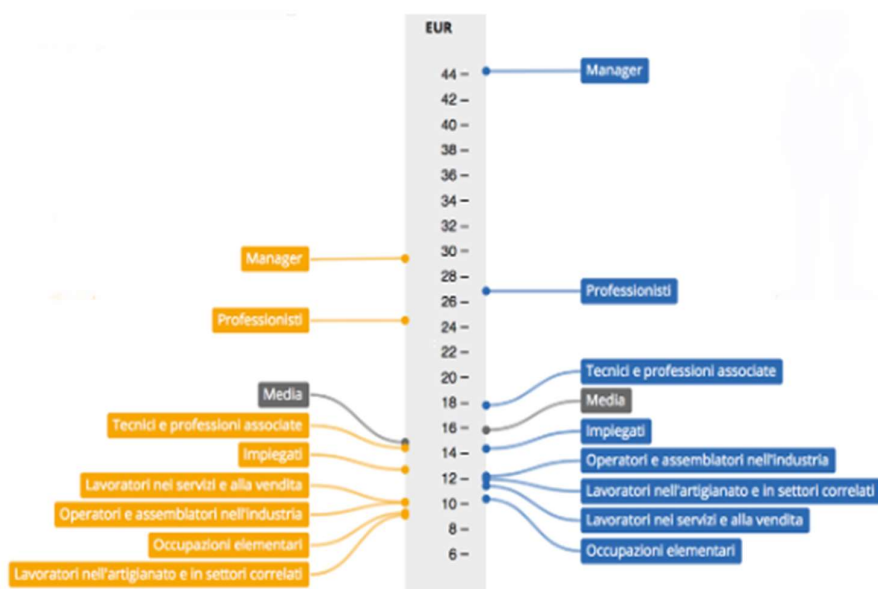 EUR
44 –
42 –
40 –
38 –
36 –
34 –
32 –
30 –
28 –
26 –
24 –
22 –
20 –
18 –
16 –
14 –
12 –
10 –
8 –
6 –
Manager
Professionisti
Media
Tecnici e professioni associate
Impiegati
Lavoratori nei servizi e alla vendita
Operatori e assemblatori nell'industria
Occupazioni elementari
Lavoratori nell'artigianato e in settori correlati
Manager
Professionisti
Tecnici e professioni associate
Media
Impiegati
Operatori e assemblatori nell'industria
Lavoratori nell'artigianato e in settori correlati
Lavoratori nei servizi e alla vendita
Occupazioni elementari